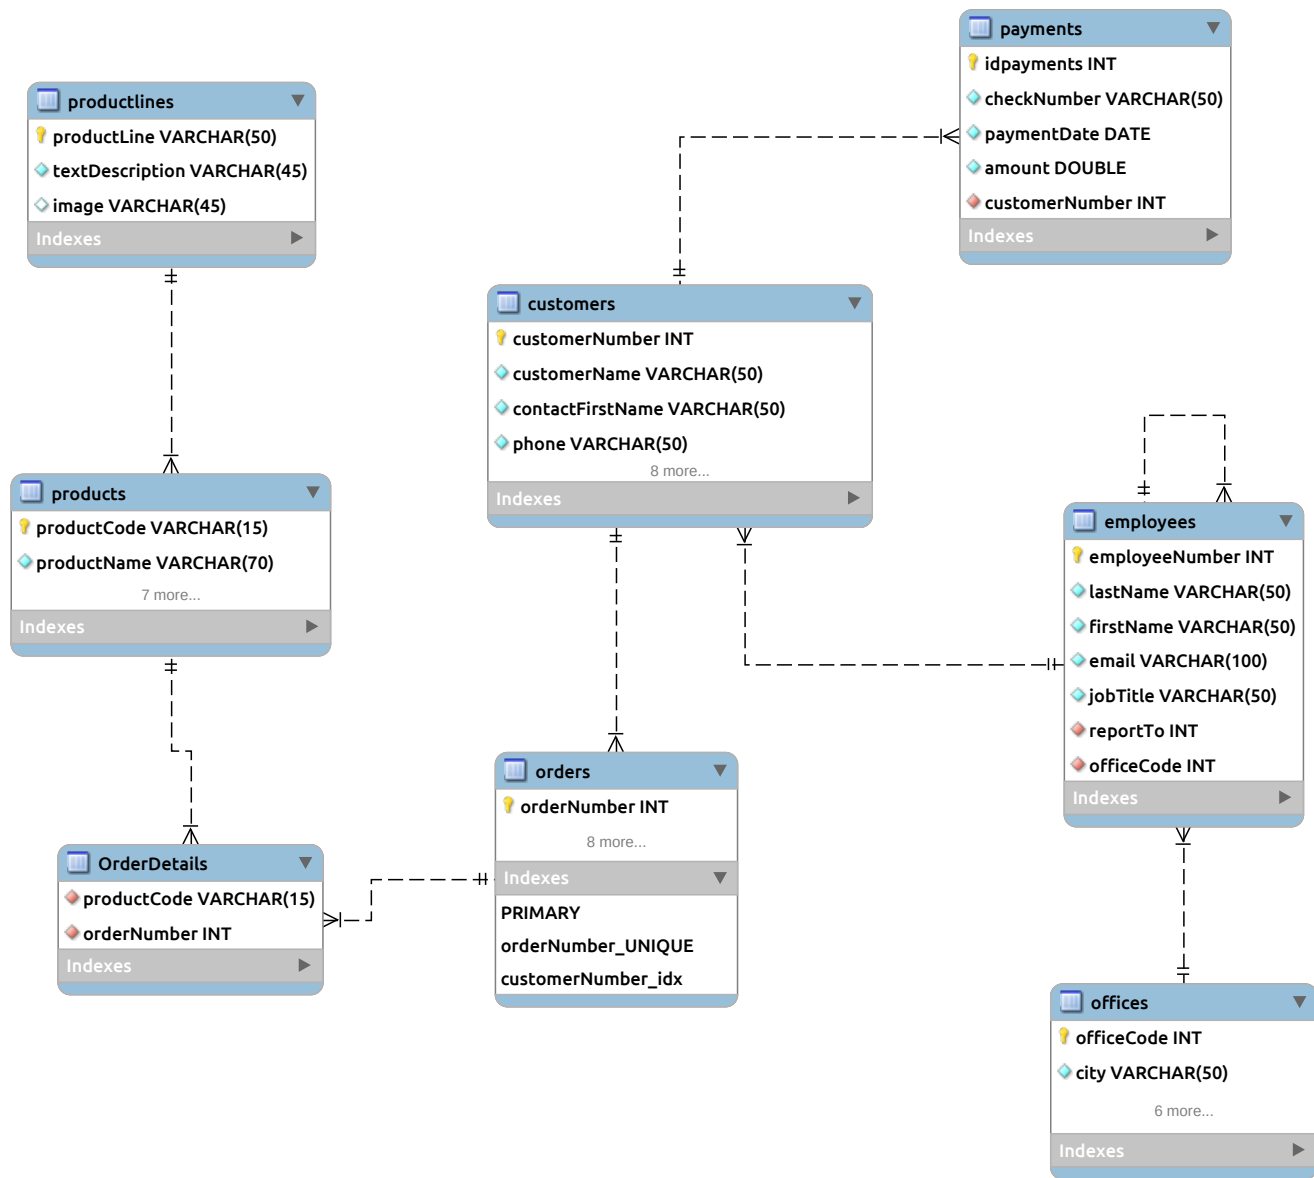 payments
idpayments INT
checkNumber VARCHAR(50)
paymentDate DATE
amount DOUBLE
customerNumber INT
Indexes
productlines
productLine VARCHAR(50)
textDescription VARCHAR(45)
image VARCHAR(45)
Indexes
customers
customerNumber INT
customerName VARCHAR(50)
contactFirstName VARCHAR(50)
phone VARCHAR(50)
8 more...
Indexes
products
productCode VARCHAR(15)
productName VARCHAR(70)
7 more...
Indexes
employees
employeeNumber INT
lastName VARCHAR(50)
firstName VARCHAR(50)
email VARCHAR(100)
jobTitle VARCHAR(50)
reportTo INT
officeCode INT
Indexes
orders
orderNumber INT
8 more...
Indexes
PRIMARY
orderNumber_UNIQUE
customerNumber_idx
OrderDetails
productCode VARCHAR(15)
orderNumber INT
Indexes
offices
officeCode INT
city VARCHAR(50)
6 more...
Indexes